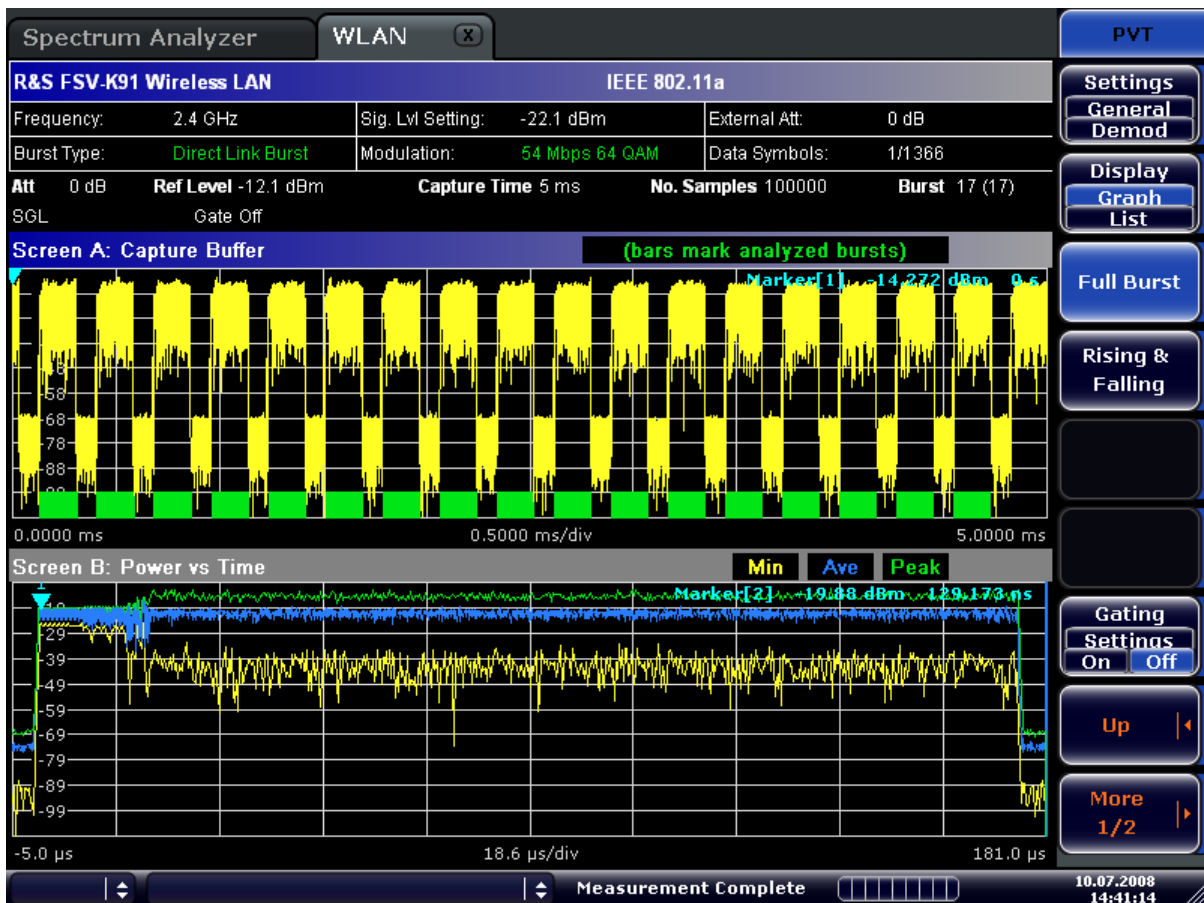 Spectrum Analyzer
WLAN
x
PVT
R&S FSV-K91 Wireless LAN IEEE 802.11a
Frequency: 2.4 GHz Sig. Lvl Setting: -22.1 dBm External Att: 0 dB
Burst Type: Direct Link Burst Modulation: 54 Mbps 64 QAM Data Symbols: 1/1366
Att 0 dB Ref Level -12.1 dBm Capture Time 5 ms No. Samples 100000 Burst 17 (17)
SGL Gate Off
Screen A: Capture Buffer (bars mark analyzed bursts)
Marker[1] -14.272 dBm 0 s
-58
-68
-78
-88
0.0000 ms 0.5000 ms/div 5.0000 ms
Screen B: Power vs Time Min Ave Peak
1
Marker[2] -19.88 dBm 129.173 ns
-29
-39
-49
-59
-69
-79
-89
-99
-5.0 µs 18.6 µs/div 181.0 µs
Measurement Complete
Settings
General
Demod
Display
Graph
List
Full Burst
Rising &
Falling
Gating
Settings
On Off
Up
More
1/2
10.07.2008
14:41:14